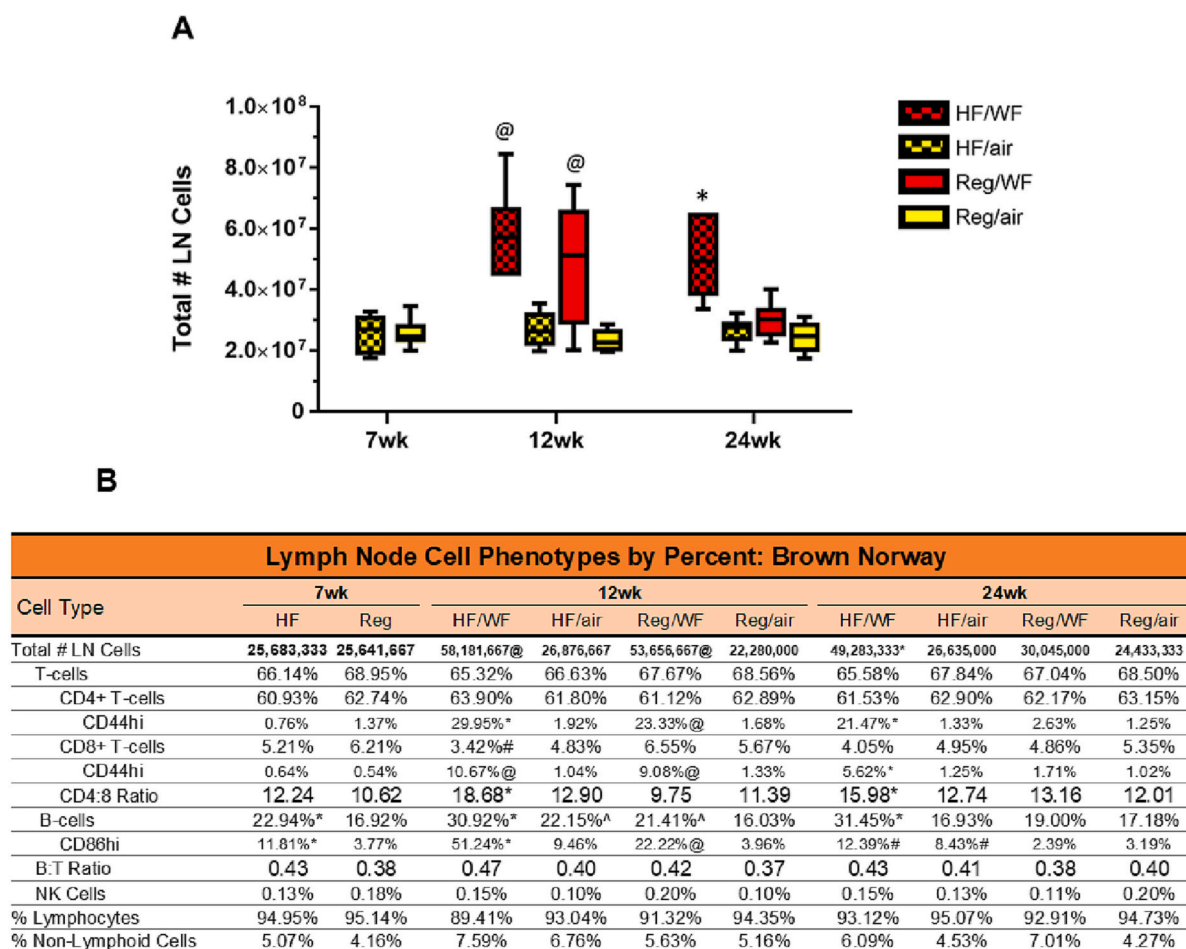 A
1.0×10⁸
8.0×10⁷
6.0×10⁷
4.0×10⁷
2.0×10⁷
0
Total # LN Cells
@
@
*
7wk 12wk 24wk
HF/WF
HF/air
Reg/WF
Reg/air
B
Lymph Node Cell Phenotypes by Percent: Brown Norway
Cell Type 7wk 12wk 24wk
HF Reg HF/WF HF/air Reg/WF Reg/air HF/WF HF/air Reg/WF Reg/air
Total # LN Cells 25,683,333 25,641,667 58,181,667@ 26,876,667 53,656,667@ 22,280,000 49,283,333* 26,635,000 30,045,000 24,433,333
T-cells 66.14% 68.95% 65.32% 66.63% 67.67% 68.56% 65.58% 67.84% 67.04% 68.50%
CD4+ T-cells 60.93% 62.74% 63.90% 61.80% 61.12% 62.89% 61.53% 62.90% 62.17% 63.15%
CD44hi 0.76% 1.37% 29.95%* 1.92% 23.33%@ 1.68% 21.47%* 1.33% 2.63% 1.25%
CD8+ T-cells 5.21% 6.21% 3.42%# 4.83% 6.55% 5.67% 4.05% 4.95% 4.86% 5.35%
CD44hi 0.64% 0.54% 10.67%@ 1.04% 9.08%@ 1.33% 5.62%* 1.25% 1.71% 1.02%
CD4:8 Ratio 12.24 10.62 18.68* 12.90 9.75 11.39 15.98* 12.74 13.16 12.01
B-cells 22.94%* 16.92% 30.92%* 22.15%^ 21.41%^ 16.03% 31.45%* 16.93% 19.00% 17.18%
CD86hi 11.81%* 3.77% 51.24%* 9.46% 22.22%@ 3.96% 12.39%# 8.43%# 2.39% 3.19%
B:T Ratio 0.43 0.38 0.47 0.40 0.42 0.37 0.43 0.41 0.38 0.40
NK Cells 0.13% 0.18% 0.15% 0.10% 0.20% 0.10% 0.15% 0.13% 0.11% 0.20%
% Lymphocytes 94.95% 95.14% 89.41% 93.04% 91.32% 94.35% 93.12% 95.07% 92.91% 94.73%
% Non-Lymphoid Cells 5.07% 4.16% 7.59% 6.76% 5.63% 5.16% 6.09% 4.53% 7.01% 4.27%